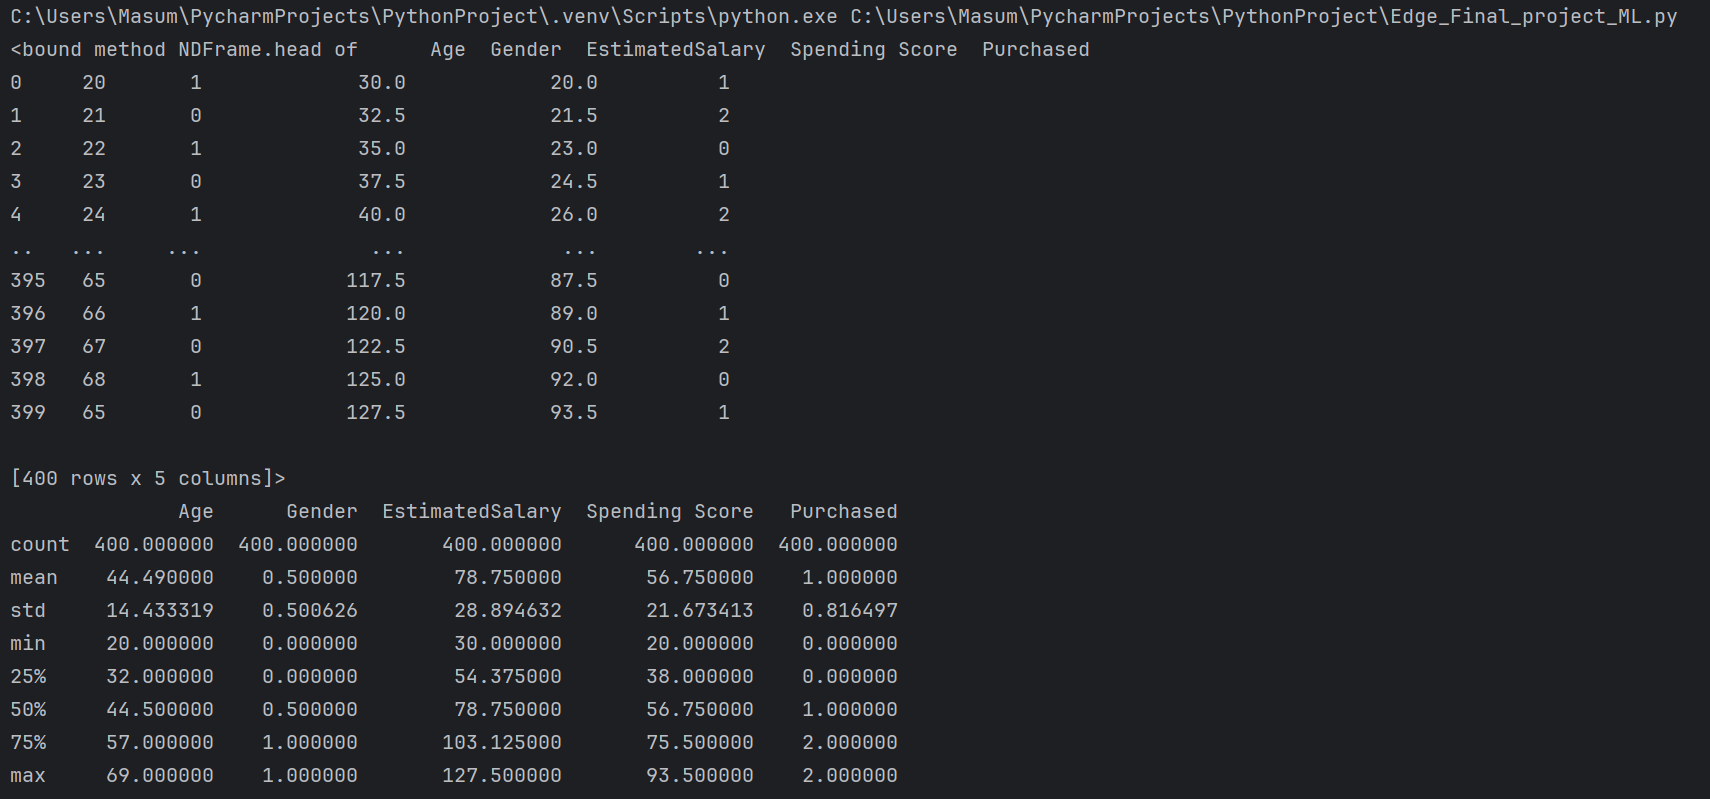 C:\Users\Masum\PycharmProjects\PythonProject\.venv\Scripts\python.exe C:\Users\Masum\PycharmProjects\PythonProject\Edge_Final_project_ML.py
<bound method NDFrame.head of      Age  Gender  EstimatedSalary  Spending Score  Purchased
0     20       1             30.0            20.0          1
1     21       0             32.5            21.5          2
2     22       1             35.0            23.0          0
3     23       0             37.5            24.5          1
4     24       1             40.0            26.0          2
..   ...     ...              ...             ...        ...
395   65       0            117.5            87.5          0
396   66       1            120.0            89.0          1
397   67       0            122.5            90.5          2
398   68       1            125.0            92.0          0
399   65       0            127.5            93.5          1
[400 rows x 5 columns]>
              Age      Gender  EstimatedSalary  Spending Score   Purchased
count  400.000000  400.000000       400.000000      400.000000  400.000000
mean    44.490000    0.500000        78.750000       56.750000    1.000000
std     14.433319    0.500626        28.894632       21.673413    0.816497
min     20.000000    0.000000        30.000000       20.000000    0.000000
25%     32.000000    0.000000        54.375000       38.000000    0.000000
50%     44.500000    0.500000        78.750000       56.750000    1.000000
75%     57.000000    1.000000       103.125000       75.500000    2.000000
max     69.000000    1.000000       127.500000       93.500000    2.000000